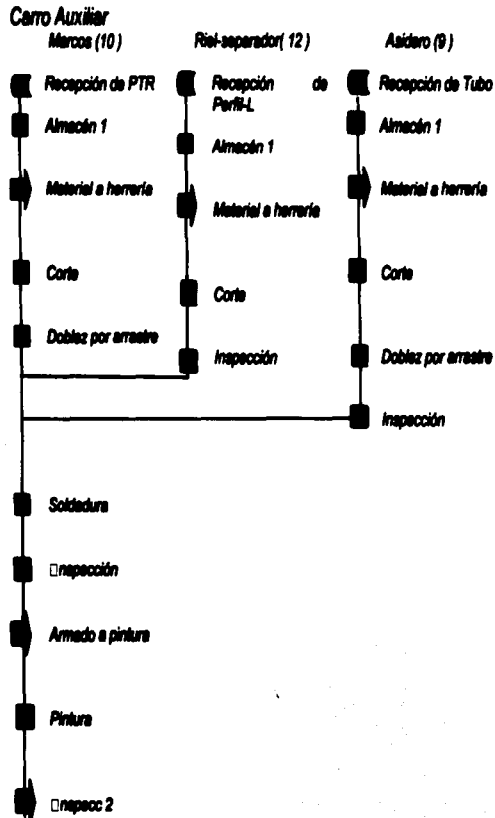 Carro Auxiliar
Marcos (10)
Riel-separador( 12 )
Asidero (9 )
Recepción de PTR
Almacén 1
Material a herrería
Corte
Doblez por arrastre
Recepción de
Perfil-L
Almacén 1
Material a herrería
Corte
Inspección
Recepción de Tubo
Almacén 1
Material a herrería
Corte
Doblez por arrastre
Inspección
Soldadura
□nspección
Armado a pintura
Pintura
□nspecc 2